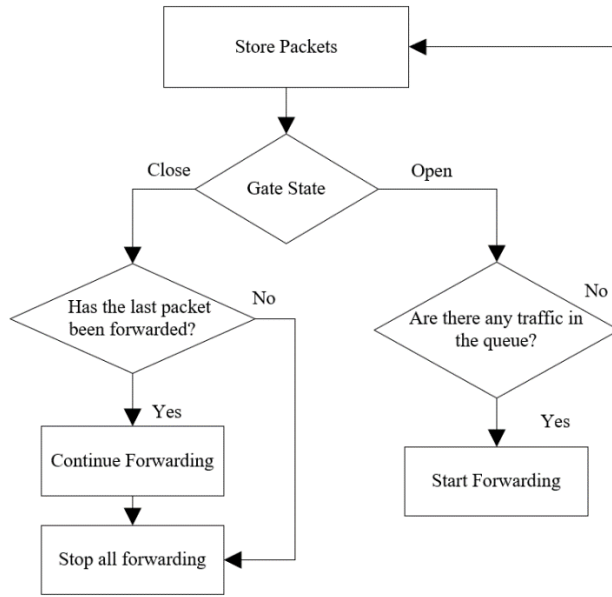 Store Packets
Close
Gate State
Open
Has the last packet
been forwarded?
No
Are there any traffic in
the queue?
No
Yes
Continue Forwarding
Yes
Start Forwarding
Stop all forwarding